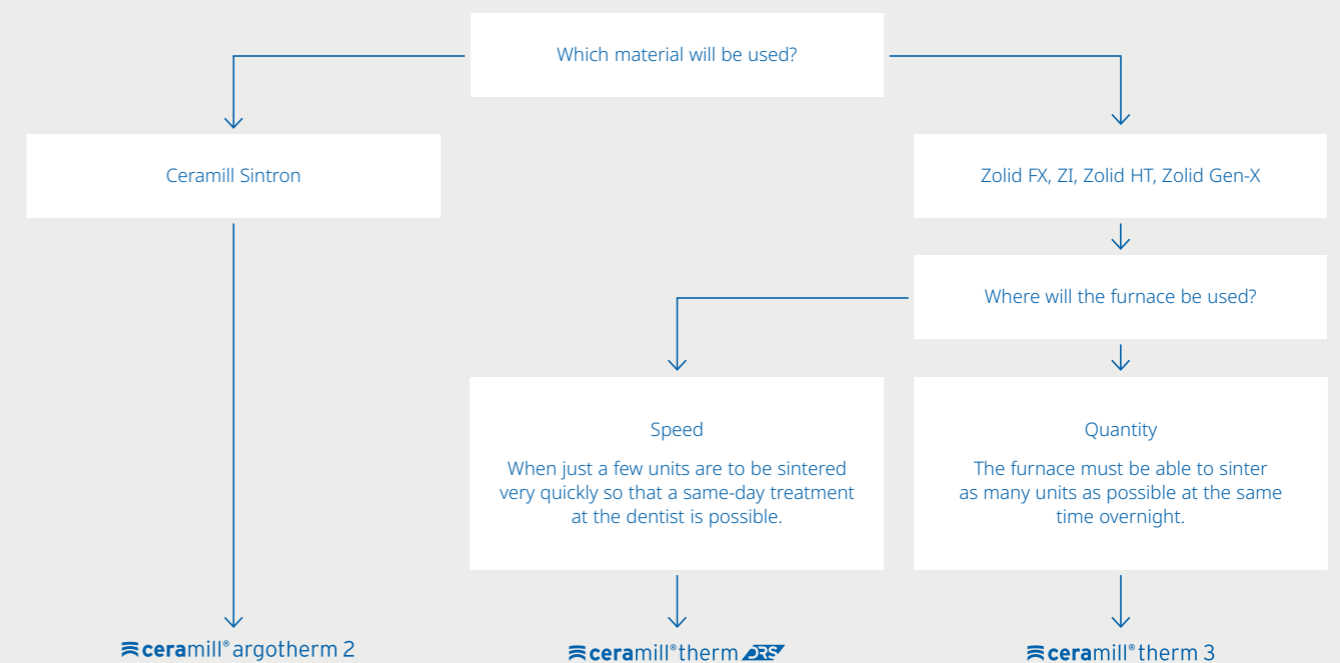 Which material will be used?
Ceramill Sintron
Zolid FX, ZI, Zolid HT, Zolid Gen-X
Where will the furnace be used?
Speed
When just a few units are to be sintered
very quickly so that a same-day treatment
at the dentist is possible.
Quantity
The furnace must be able to sinter
as many units as possible at the same
time overnight.
ceramill® argotherm 2
ceramill® therm DRS
ceramill® therm 3